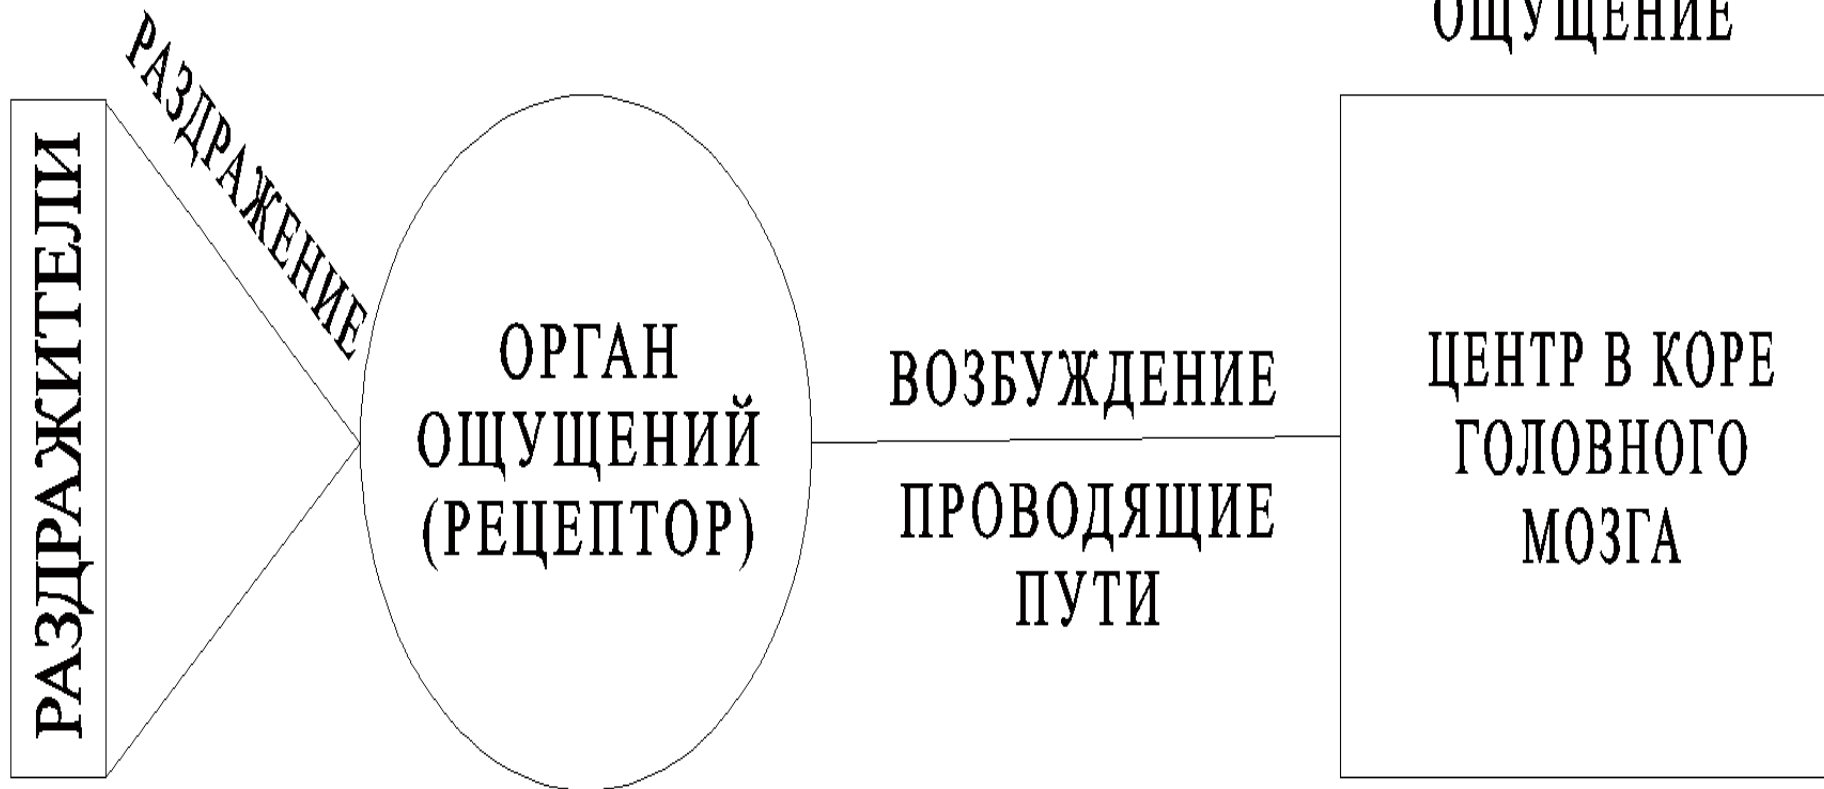 РАЗДРАЖИТЕЛИ
РАЗДРАЖЕНИЕ
ОРГАН
ОЩУЩЕНИЙ
(РЕЦЕПТОР)
ВОЗБУЖДЕНИЕ
ПРОВОДЯЩИЕ
ПУТИ
ОЩУЩЕНИЕ
ЦЕНТР В КОРЕ
ГОЛОВНОГО
МОЗГА